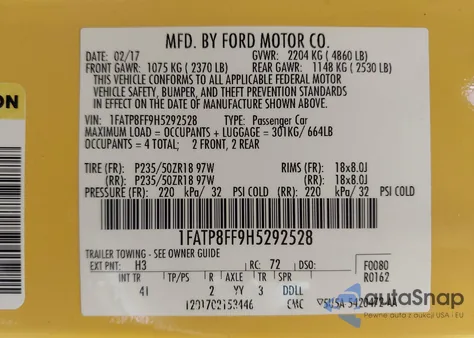 MFD. BY FORD MOTOR CO.
DATE: 02/17 GVWR: 2204 KG ( 4860 LB)
FRONT GAWR: 1075 KG ( 2370 LB) REAR GAWR: 1148 KG ( 2530 LB)
THIS VEHICLE CONFORMS TO ALL APPLICABLE FEDERAL MOTOR
VEHICLE SAFETY, BUMPER, AND THEFT PREVENTION STANDARDS
IN EFFECT ON THE DATE OF MANUFACTURE SHOWN ABOVE.
VIN: 1FATP8FF9H5292528 TYPE: Passenger Car
MAXIMUM LOAD = OCCUPANTS + LUGGAGE = 301KG/ 664LB
OCCUPANTS = 4 TOTAL; 2 FRONT, 2 REAR
TIRE (FR): P235/50ZR18 97W RIMS (FR): 18x8.0J
(RR): P235/50ZR18 97W (RR): 18x8.0J
PRESSURE (FR): 220 kPa/ 32 PSI COLD (RR): 220 kPa/ 32 PSI COLD
1FATP8FF9H5292528
TRAILER TOWING - SEE OWNER GUIDE
EXT PNT: H3 RC: 72 DSO: F0080
INT TR TP/PS R AXLE TR SPR R0162
41 2 YY 3 DDLL
CMC
autoSnap
Pewne auto z aukcji USA i EU